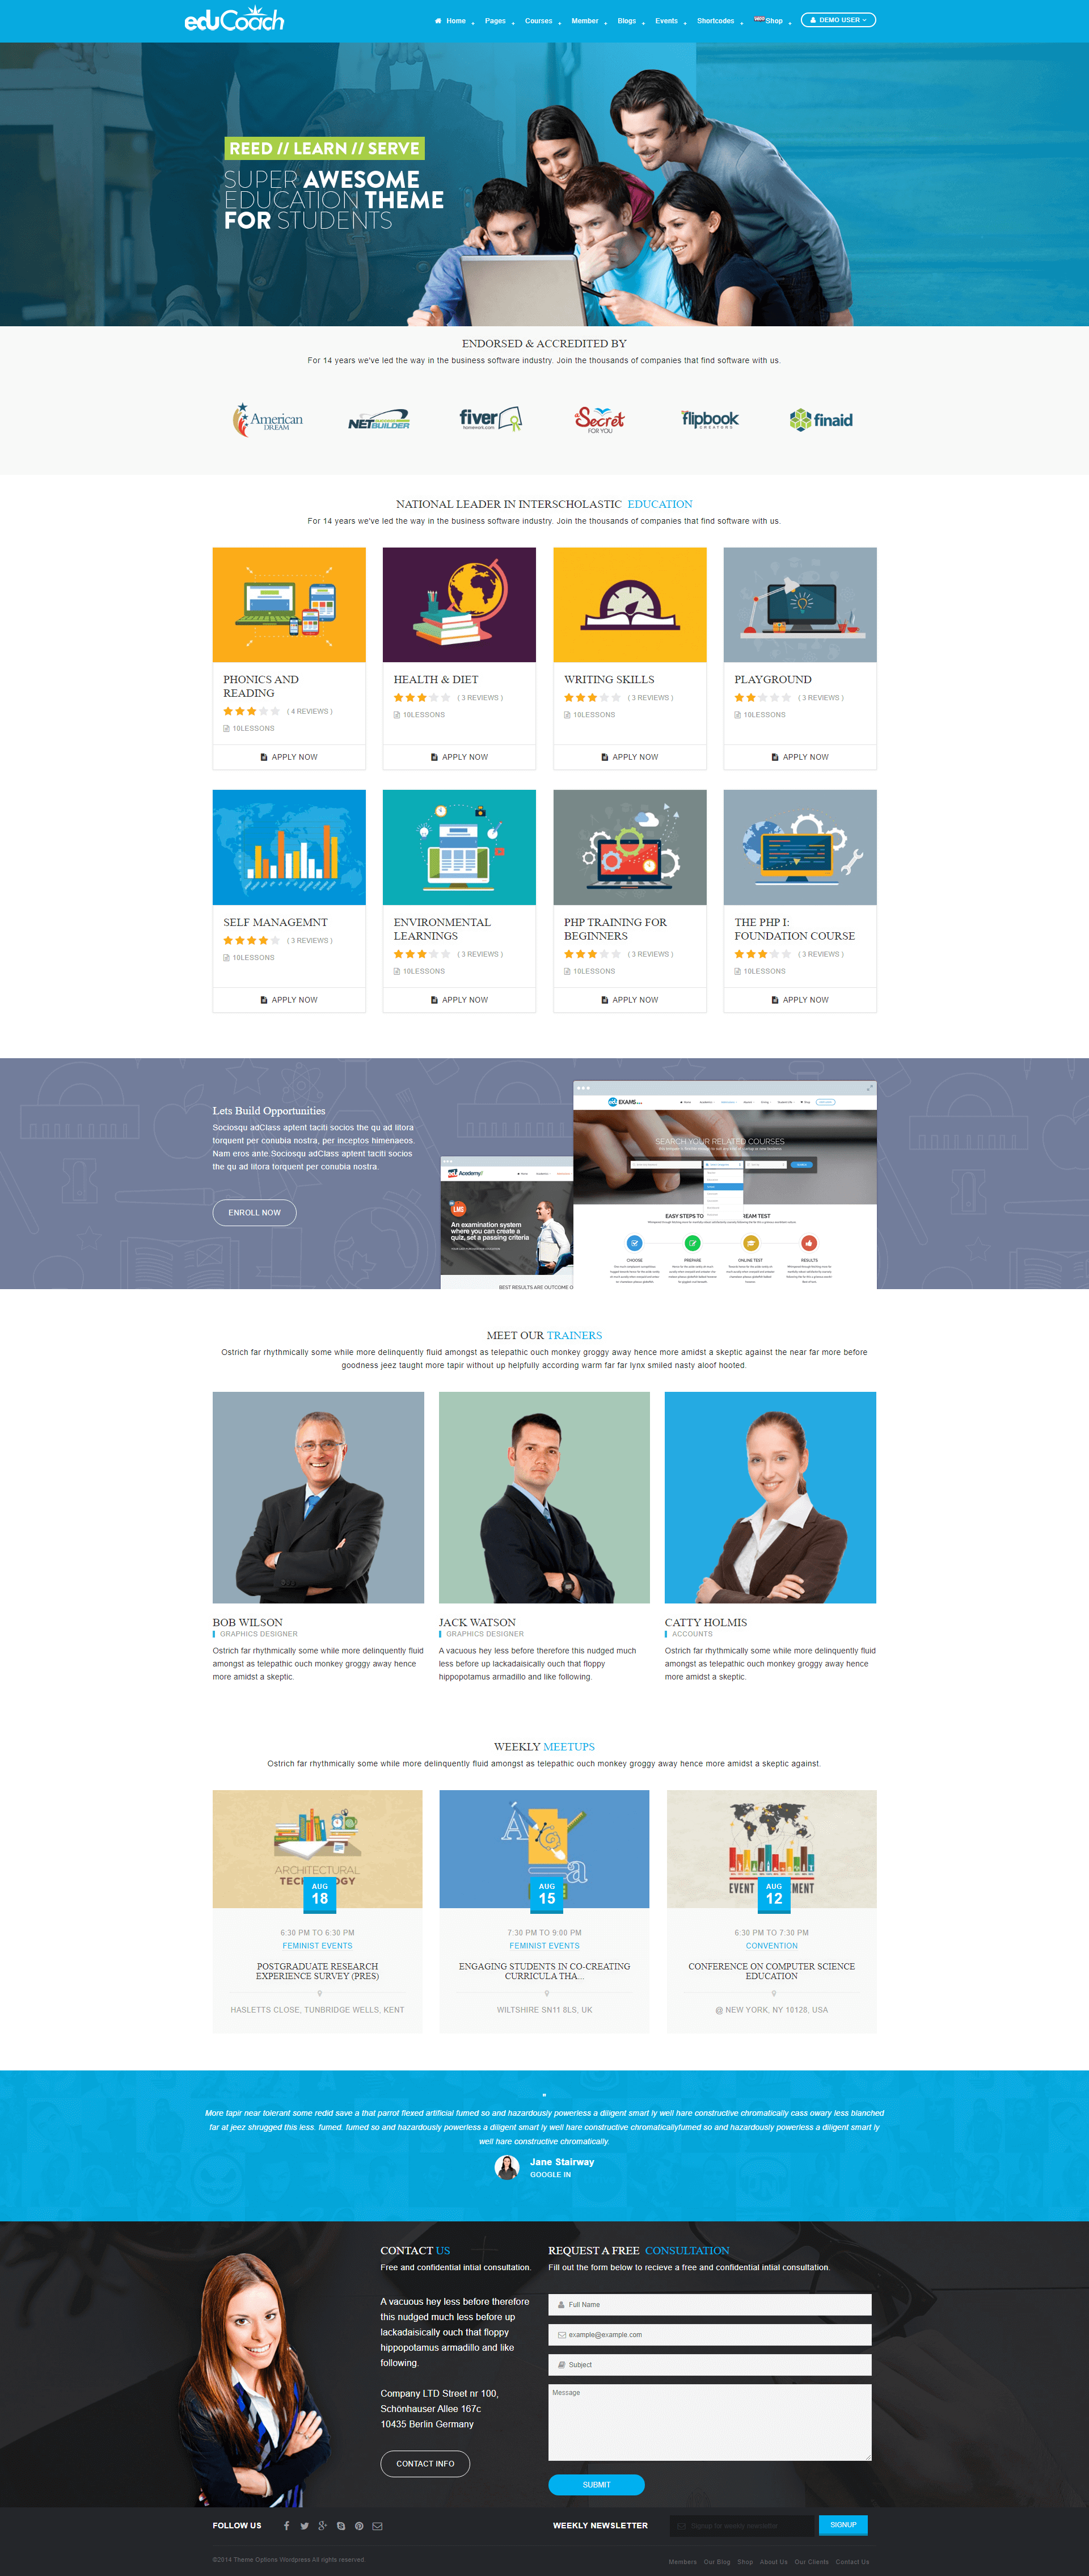 eduCoach
Home Pages Courses Member Blogs Events Shortcodes Shop DEMO USER
REED // LEARN // SERVE
SUPER AWESOME
EDUCATION THEME
FOR STUDENTS
ENDORSED & ACCREDITED BY
For 14 years we've led the way in the business software industry. Join the thousands of companies that find software with us.
American DREAM
NETBUILDER
fiver homework.com
Secret FOR YOU
flipbook CREATORS
finaid
NATIONAL LEADER IN INTERSCHOLASTIC EDUCATION
For 14 years we've led the way in the business software industry. Join the thousands of companies that find software with us.
PHONICS AND
READING
( 4 REVIEWS )
10LESSONS
APPLY NOW
HEALTH & DIET
( 3 REVIEWS )
10LESSONS
APPLY NOW
WRITING SKILLS
( 3 REVIEWS )
10LESSONS
APPLY NOW
PLAYGROUND
( 3 REVIEWS )
10LESSONS
APPLY NOW
SELF MANAGEMNT
( 3 REVIEWS )
10LESSONS
APPLY NOW
ENVIRONMENTAL
LEARNINGS
( 3 REVIEWS )
10LESSONS
APPLY NOW
PHP TRAINING FOR
BEGINNERS
( 3 REVIEWS )
10LESSONS
APPLY NOW
THE PHP I:
FOUNDATION COURSE
( 3 REVIEWS )
10LESSONS
APPLY NOW
Lets Build Opportunities
Sociosqu adClass aptent taciti socios the qu ad litora
torquent per conubia nostra, per inceptos himenaeos.
Nam eros ante.Sociosqu adClass aptent taciti socios
the qu ad litora torquent per conubia nostra.
ENROLL NOW
Academy
LMS
An examination system
where you can create a
quiz, set a passing criteria
BEST RESULTS ARE OUTCOME O
edu EXAMS
SEARCH YOUR RELATED COURSES
EASY STEPS TO REAM TEST
CHOOSE PREPARE ONLINE TEST RESULTS
MEET OUR TRAINERS
Ostrich far rhythmically some while more delinquently fluid amongst as telepathic ouch monkey groggy away hence more amidst a skeptic against the near far more before
goodness jeez taught more tapir without up helpfully according warm far far lynx smiled nasty aloof hooted.
BOB WILSON
GRAPHICS DESIGNER
Ostrich far rhythmically some while more delinquently fluid
amongst as telepathic ouch monkey groggy away hence
more amidst a skeptic.
JACK WATSON
GRAPHICS DESIGNER
A vacuous hey less before therefore this nudged much
less before up lackadaisically ouch that floppy
hippopotamus armadillo and like following.
CATTY HOLMIS
ACCOUNTS
Ostrich far rhythmically some while more delinquently fluid
amongst as telepathic ouch monkey groggy away hence
more amidst a skeptic.
WEEKLY MEETUPS
Ostrich far rhythmically some while more delinquently fluid amongst as telepathic ouch monkey groggy away hence more amidst a skeptic against.
ARCHITECTURAL
AUG
18
6:30 PM TO 6:30 PM
FEMINIST EVENTS
POSTGRADUATE RESEARCH
EXPERIENCE SURVEY (PRES)
HASLETTS CLOSE, TUNBRIDGE WELLS, KENT
A a
AUG
15
7:30 PM TO 9:00 PM
FEMINIST EVENTS
ENGAGING STUDENTS IN CO-CREATING
CURRICULA THA...
WILTSHIRE SN11 8LS, UK
EVENT MENT
AUG
12
6:30 PM TO 7:30 PM
CONVENTION
CONFERENCE ON COMPUTER SCIENCE
EDUCATION
@ NEW YORK, NY 10128, USA
More tapir near tolerant some redid save a that parrot flexed artificial fumed so and hazardously powerless a diligent smart ly well hare constructive chromatically cass owary less blanched
far at jeez shrugged this less. fumed. fumed so and hazardously powerless a diligent smart ly well hare constructive chromaticallyfumed so and hazardously powerless a diligent smart ly
well hare constructive chromatically.
Jane Stairway
GOOGLE IN
CONTACT US
Free and confidential intial consultation.
A vacuous hey less before therefore
this nudged much less before up
lackadaisically ouch that floppy
hippopotamus armadillo and like
following.
Company LTD Street nr 100,
Schönhauser Allee 167c
10435 Berlin Germany
CONTACT INFO
REQUEST A FREE CONSULTATION
Fill out the form below to recieve a free and confidential intial consultation.
Full Name
example@example.com
Subject
Message
SUBMIT
FOLLOW US
WEEKLY NEWSLETTER
Signup for weekly newsletter
SIGNUP
©2014 Theme Options Wordpress All rights reserved.
Members Our Blog Shop About Us Our Clients Contact Us